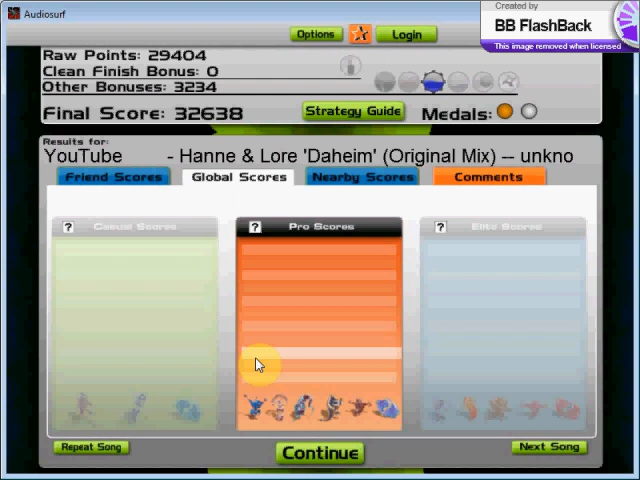 Audiosurf
Created by
BB FlashBack
This image removed when licensed
Options
Login
Raw Points: 29404
Clean Finish Bonus: 0
Other Bonuses: 3234
Final Score: 32638
Strategy Guide
Medals:
Results for:
YouTube - Hanne & Lore 'Daheim' (Original Mix) -- unkno
Friend Scores
Global Scores
Nearby Scores
Comments
? Casual Scores
? Pro Scores
? Elite Scores
Repeat Song
Continue
Next Song